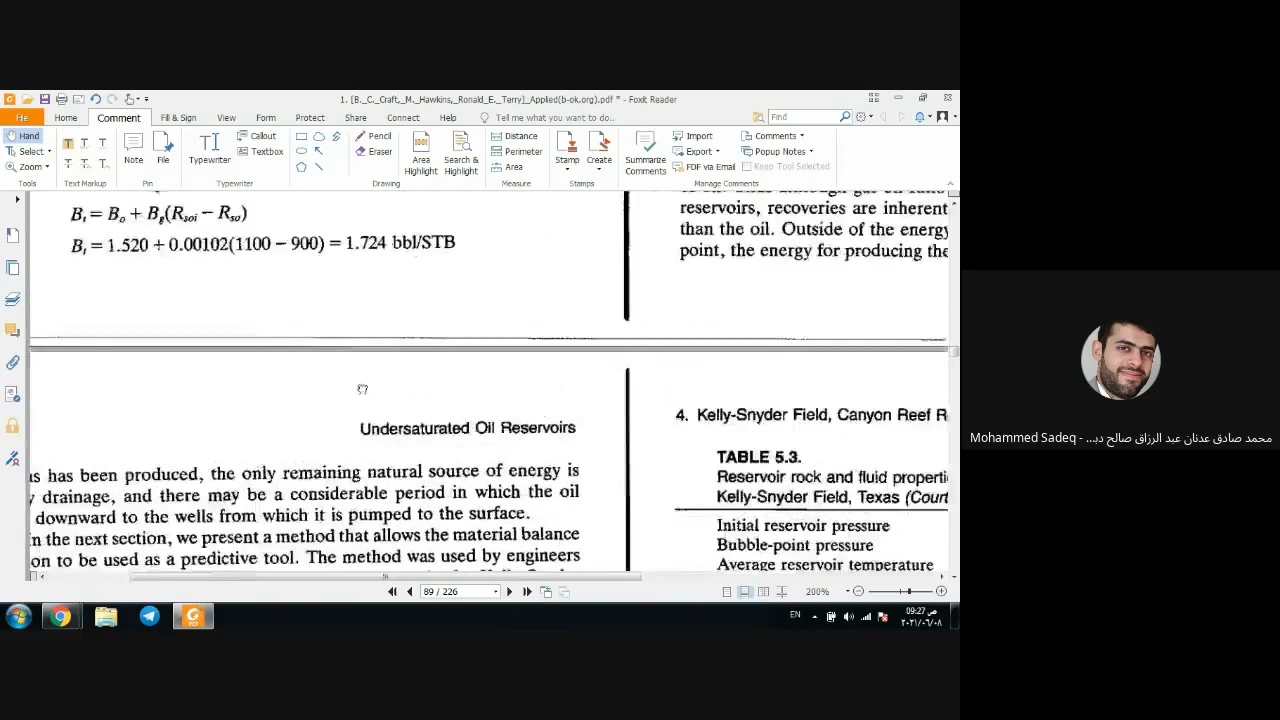 1. [B._C._Craft,_M._Hawkins,_Ronald_E._Terry]_Applied(b-ok.org).pdf * - Foxit Reader
File Home Comment Fill & Sign View Form Protect Share Connect Help Tell me what you want to do.. Find
Hand
Select
Zoom
Tools
Text Markup
Note
File
Pin
Typewriter
Callout
Textbox
Typewriter
Pencil
Eraser
Drawing
Area Highlight
Search & Highlight
Distance
Perimeter
Area
Measure
Stamp
Create
Stamps
Summarize Comments
Import
Export
FDF via Email
Comments
Popup Notes
Keep Tool Selected
Manage Comments
Bt = Bo + Bg(Rsoi − Rso)
Bt = 1.520 + 0.00102(1100 − 900) = 1.724 bbl/STB
reservoirs, recoveries are inherent
than the oil. Outside of the energy
point, the energy for producing the
Undersaturated Oil Reservoirs
us has been produced, the only remaining natural source of energy is
drainage, and there may be a considerable period in which the oil
downward to the wells from which it is pumped to the surface.
In the next section, we present a method that allows the material balance
on to be used as a predictive tool. The method was used by engineers
4. Kelly-Snyder Field, Canyon Reef R
TABLE 5.3.
Reservoir rock and fluid properti
Kelly-Snyder Field, Texas (Court
Initial reservoir pressure
Bubble-point pressure
Average reservoir temperature
89 / 226
200%
EN
09:27 ص
٢٠٢١/٠٦/٠٨
Mohammed Sadeq - محمد صادق عدنان عبد الرزاق صالح دب...